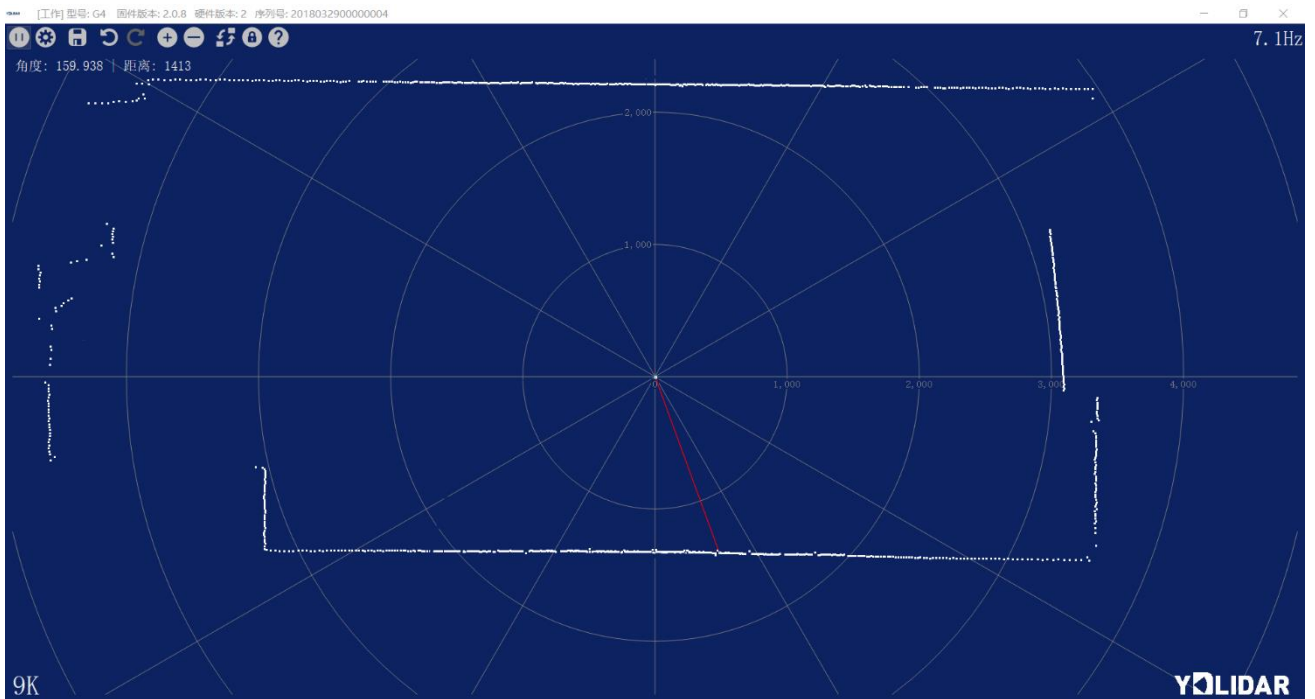 [工作] 型号: G4 固件版本: 2.0.8 硬件版本: 2 序列号: 2018032900000004
7.1Hz
角度: 159.938 | 距离: 1413
2,000
1,000
0 1,000 2,000 3,000 4,000
9K
YDLIDAR